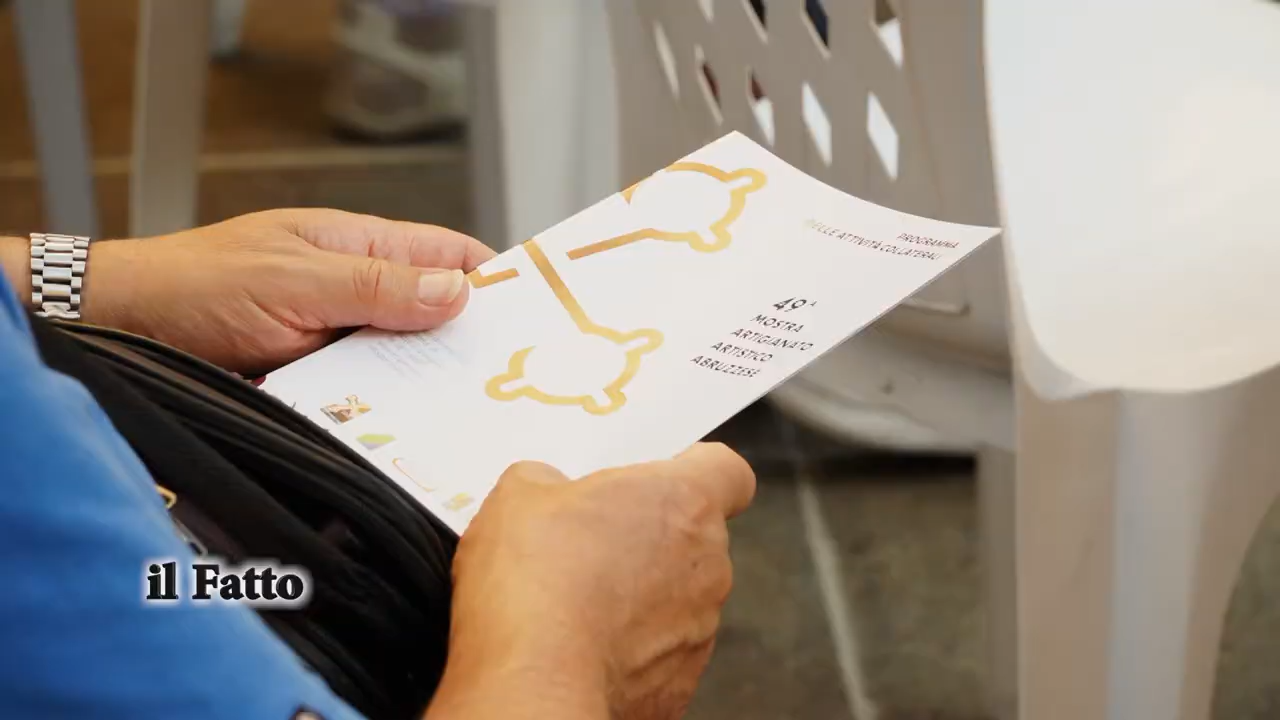 PROGRAMMA
DELLE ATTIVITÀ COLLATERALI
49ª
MOSTRA
ARTIGIANATO
ARTISTICO
ABRUZZESE
il Fatto